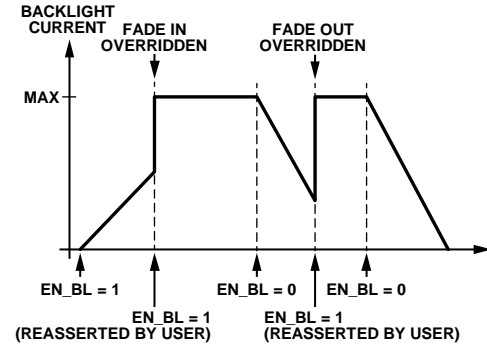 BACKLIGHT
CURRENT
FADE IN
OVERRIDDEN
FADE OUT
OVERRIDDEN
MAX
EN_BL = 1
EN_BL = 1
(REASSERTED BY USER)
EN_BL = 0
EN_BL = 1
(REASSERTED BY USER)
EN_BL = 0